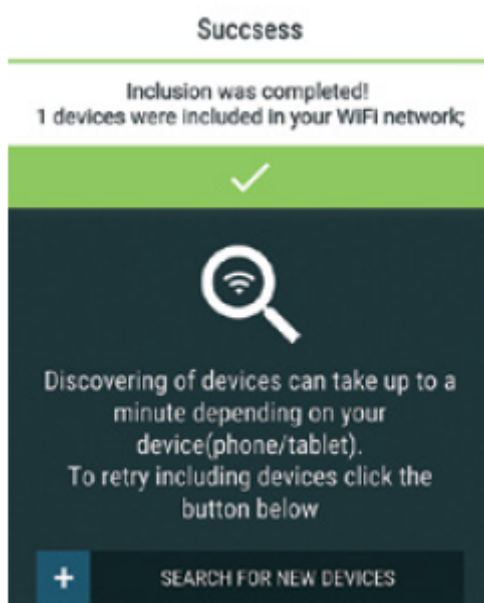 Succsess
Inclusion was completed!
1 devices were included in your WiFi network;
Discovering of devices can take up to a
minute depending on your
device(phone/tablet).
To retry including devices click the
button below
+ SEARCH FOR NEW DEVICES